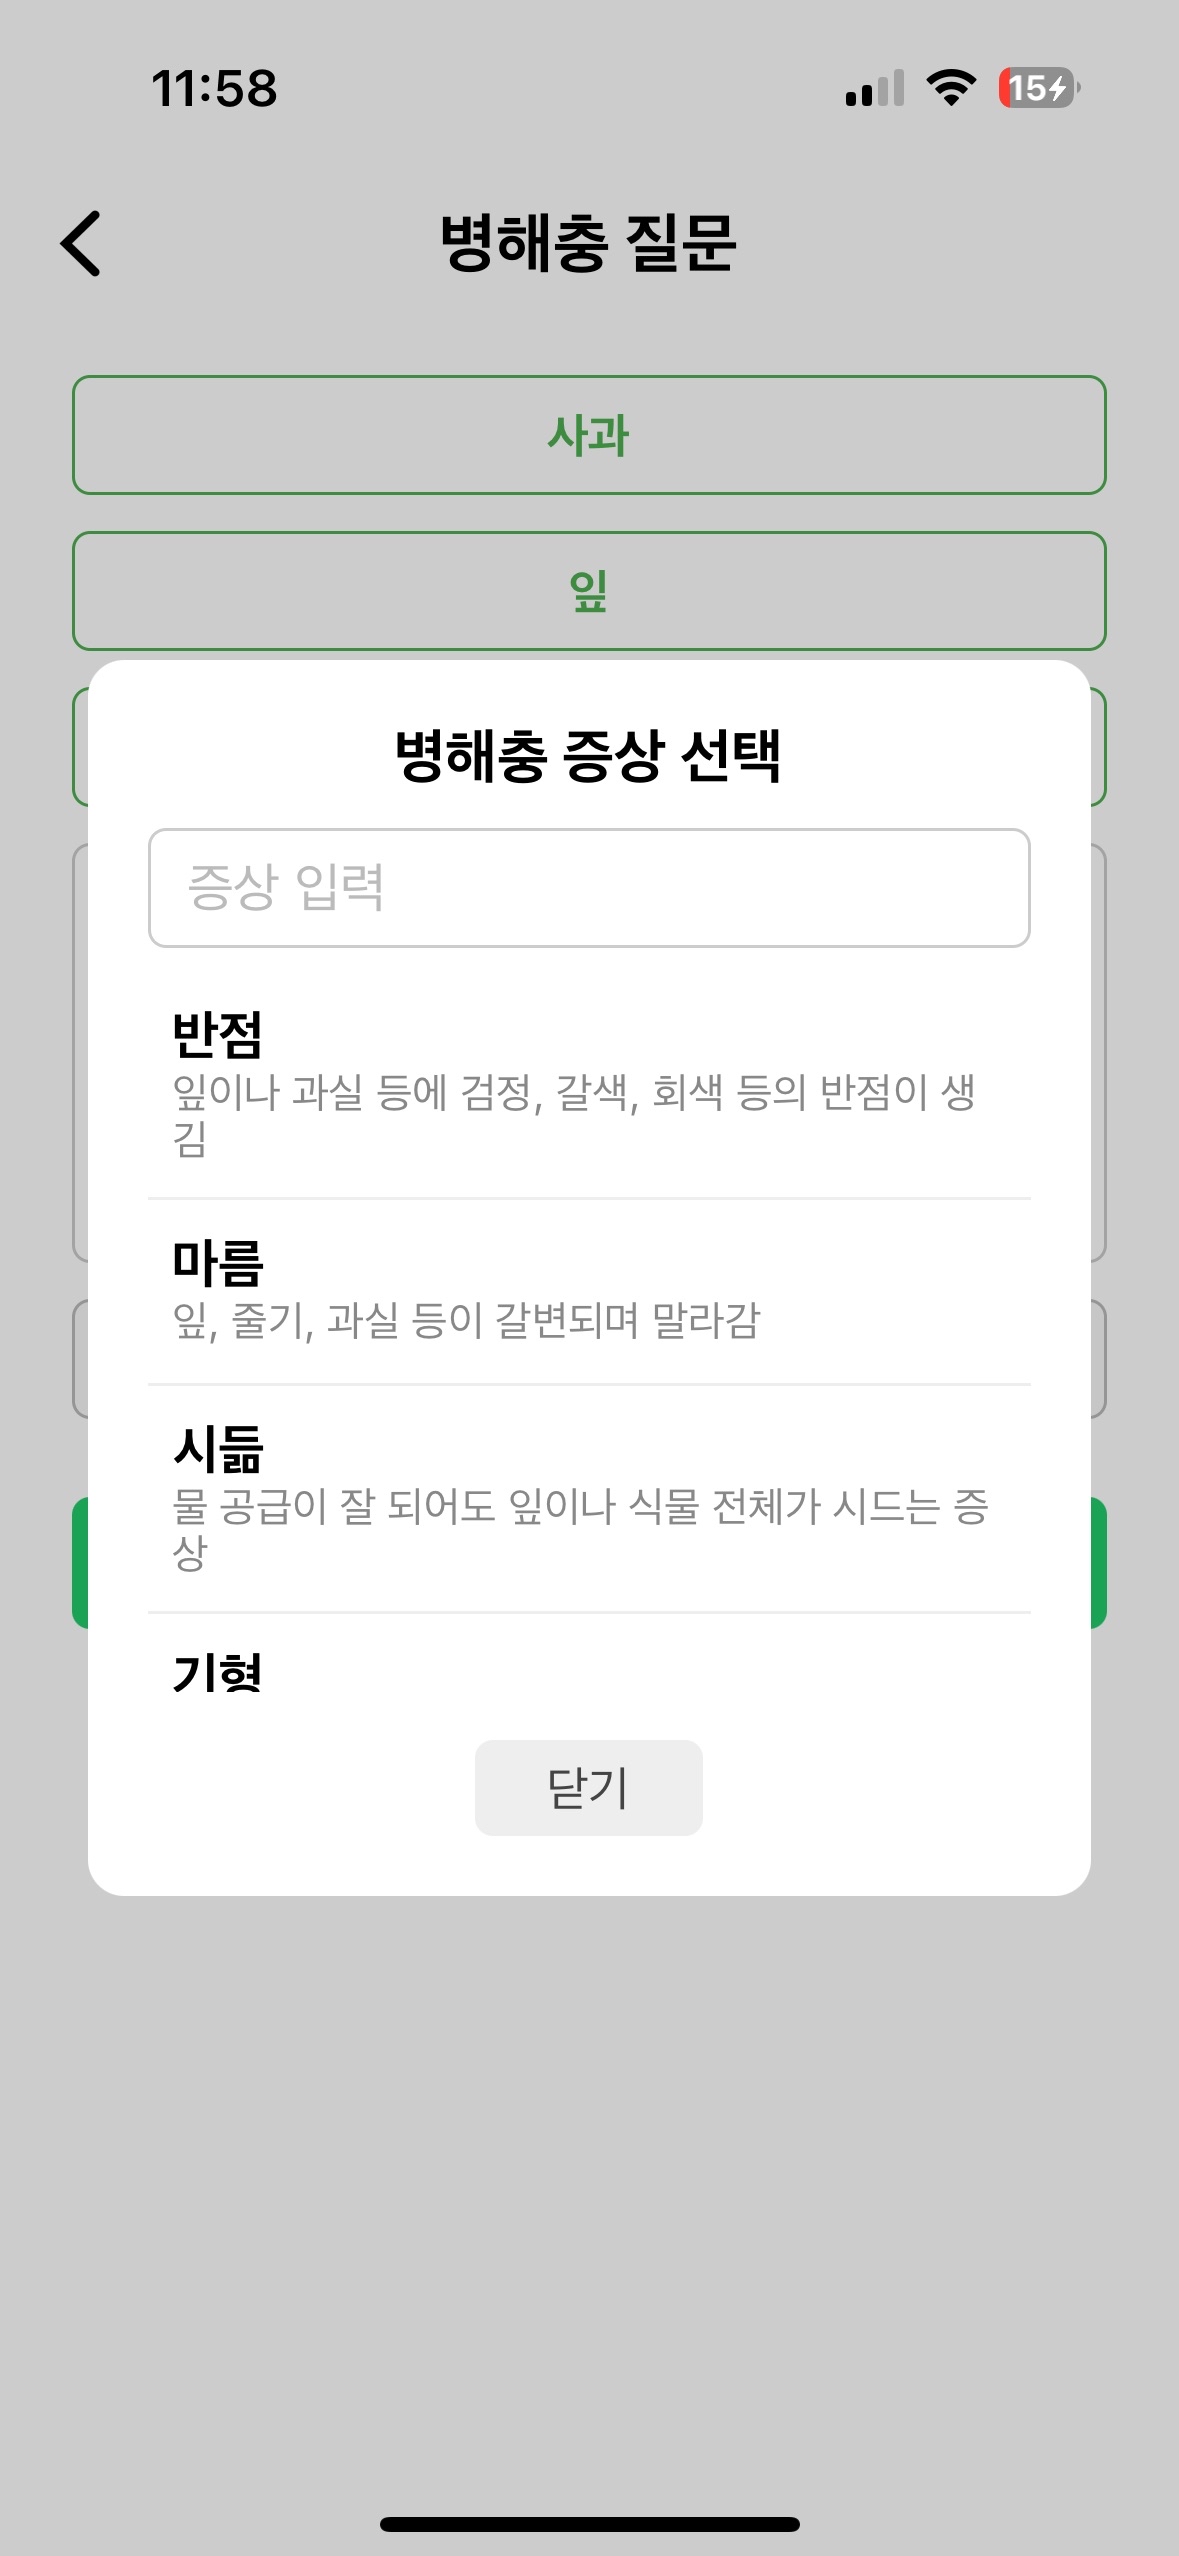 11:58
15
병해충 질문
사과
잎
병해충 증상 선택
증상 입력
반점
잎이나 과실 등에 검정, 갈색, 회색 등의 반점이 생
김
마름
잎, 줄기, 과실 등이 갈변되며 말라감
시듦
물 공급이 잘 되어도 잎이나 식물 전체가 시드는 증
상
기형
닫기